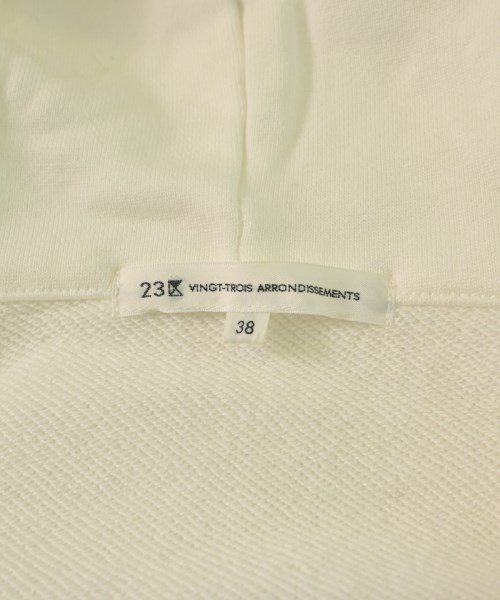 23区 VINGT-TROIS ARRONDISSEMENTS
38